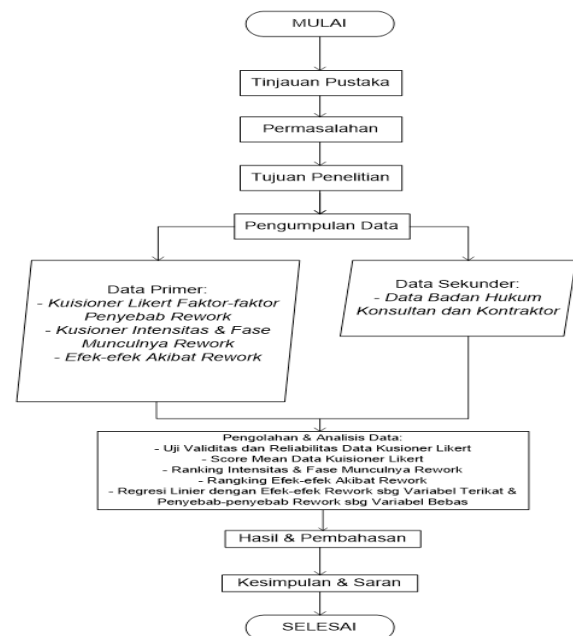 MULAI
Tinjauan Pustaka
Permasalahan
Tujuan Penelitian
Pengumpulan Data
Data Primer:
- Kuisioner Likert Faktor-faktor
Penyebab Rework
- Kusioner Intensitas & Fase
Munculnya Rework
- Efek-efek Akibat Rework
Data Sekunder:
- Data Badan Hukum
Konsultan dan Kontraktor
Pengolahan & Analisis Data:
- Uji Validitas dan Reliabilitas Data Kusioner Likert
- Score Mean Data Kuisioner Likert
- Ranking Intensitas & Fase Munculnya Rework
- Rangking Efek-efek Akibat Rework
- Regresi Linier dengan Efek-efek Rework sbg Variabel Terikat &
Penyebab-penyebab Rework sbg Variabel Bebas
Hasil & Pembahasan
Kesimpulan & Saran
SELESAI